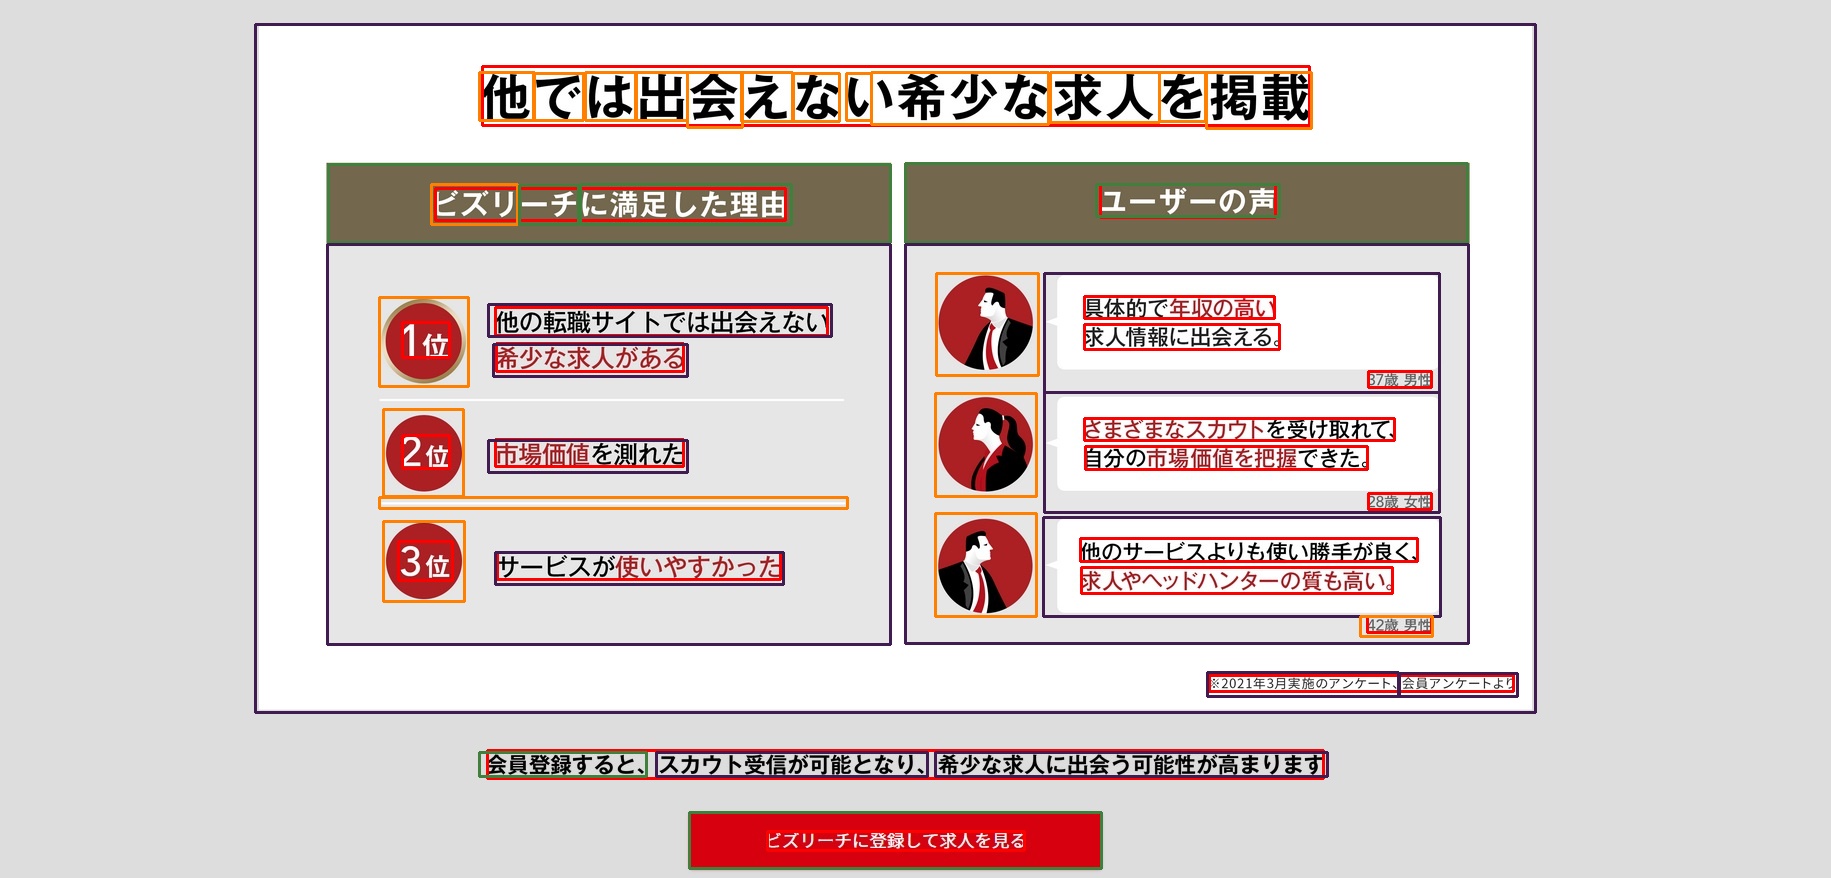 他では出会えない希少な求人を掲載
ビズリーチに満足した理由
1位
他の転職サイトでは出会えない
希少な求人がある
2位
市場価値を測れた
3位
サービスが使いやすかった
ユーザーの声
具体的で年収の高い
求人情報に出会える。
37歳 男性
さまざまなスカウトを受け取れて、
自分の市場価値を把握できた。
28歳 女性
他のサービスよりも使い勝手が良く、
求人やヘッドハンターの質も高い。
42歳 男性
※2021年3月実施のアンケート、会員アンケートより
会員登録すると、スカウト受信が可能となり、希少な求人に出会う可能性が高まります
ビズリーチに登録して求人を見る